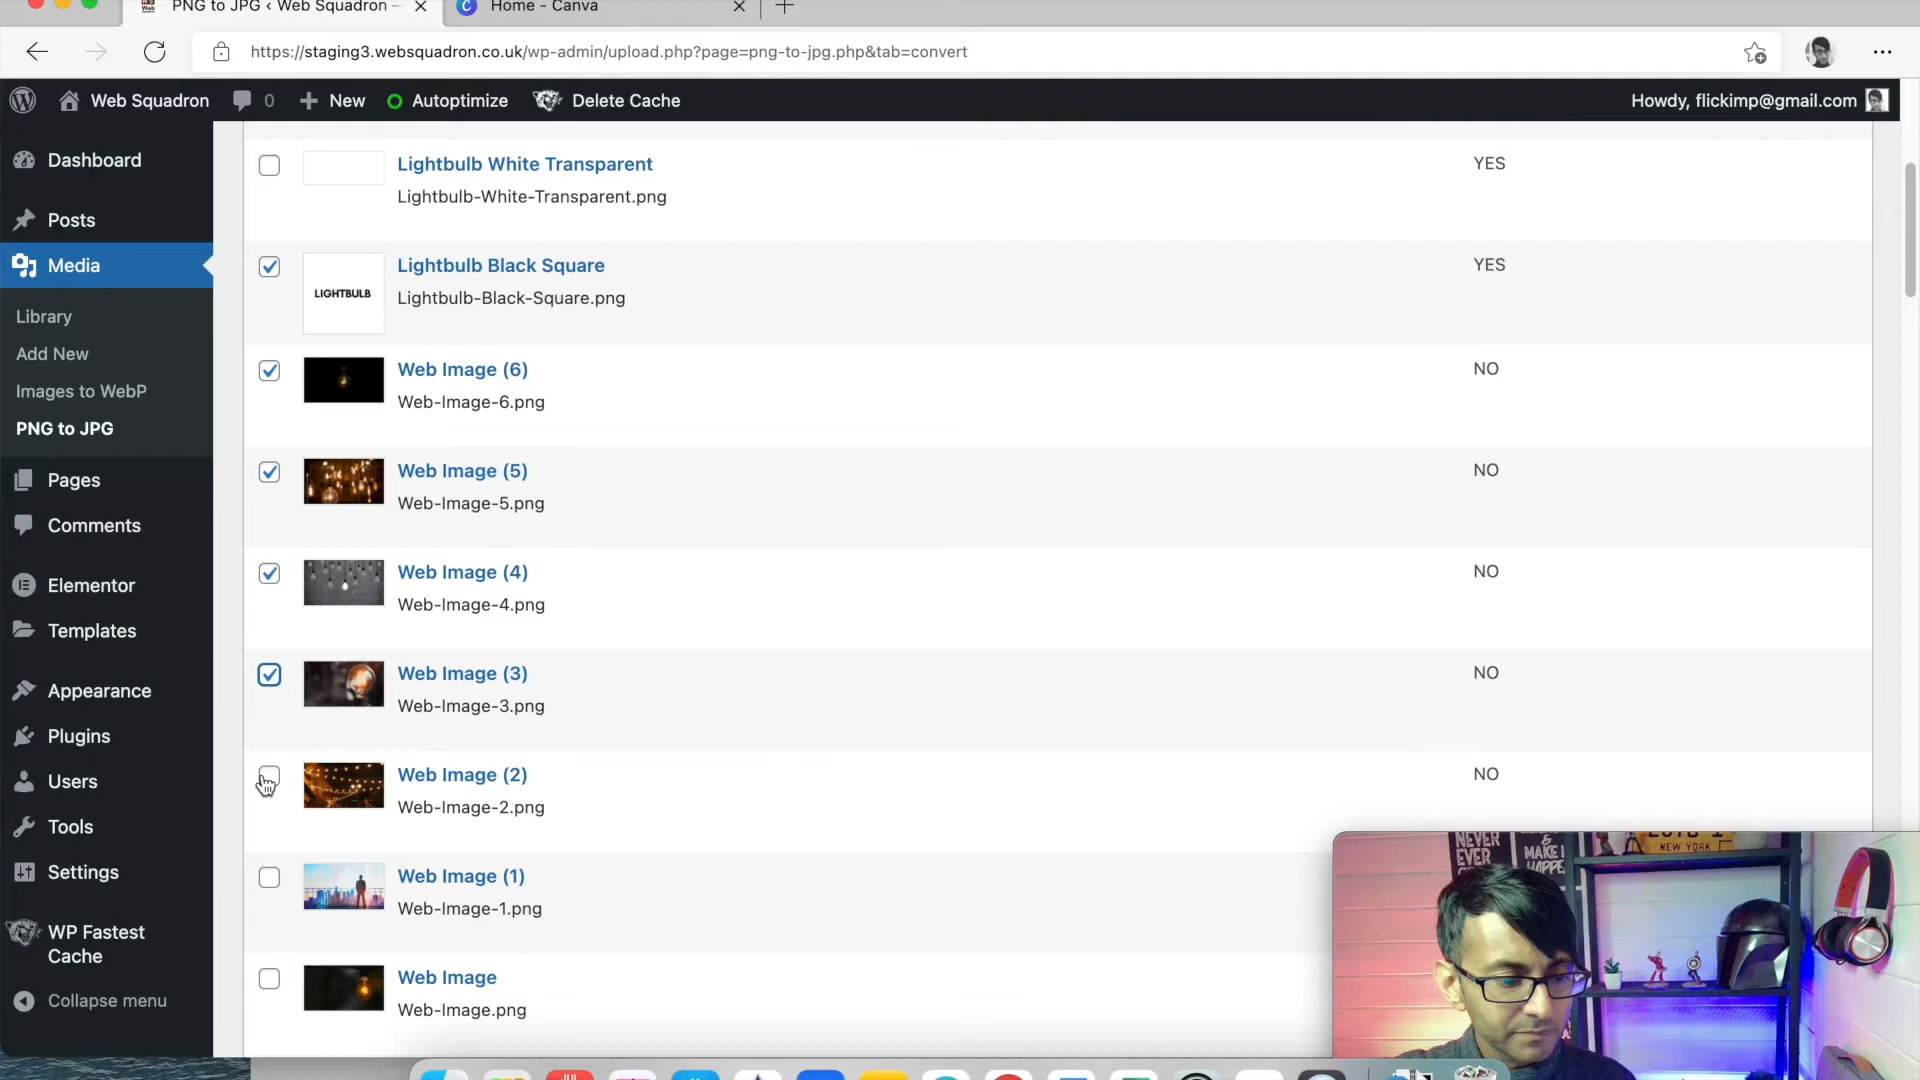 PNG to JPG ‹ Web Squadron —
Home - Canva
https://staging3.websquadron.co.uk/wp-admin/upload.php?page=png-to-jpg.php&tab=convert
Web Squadron
0
New
Autoptimize
Delete Cache
Howdy, flickimp@gmail.com
Dashboard
Posts
Media
Library
Add New
Images to WebP
PNG to JPG
Pages
Comments
Elementor
Templates
Appearance
Plugins
Users
Tools
Settings
WP Fastest
Cache
Collapse menu
Lightbulb White Transparent
YES
Lightbulb-White-Transparent.png
Lightbulb Black Square
YES
LIGHTBULB
Lightbulb-Black-Square.png
Web Image (6)
NO
Web-Image-6.png
Web Image (5)
NO
Web-Image-5.png
Web Image (4)
NO
Web-Image-4.png
Web Image (3)
NO
Web-Image-3.png
Web Image (2)
NO
Web-Image-2.png
Web Image (1)
Web-Image-1.png
Web Image
Web-Image.png
NEVER
EVER
&
MAKE
NEW YORK